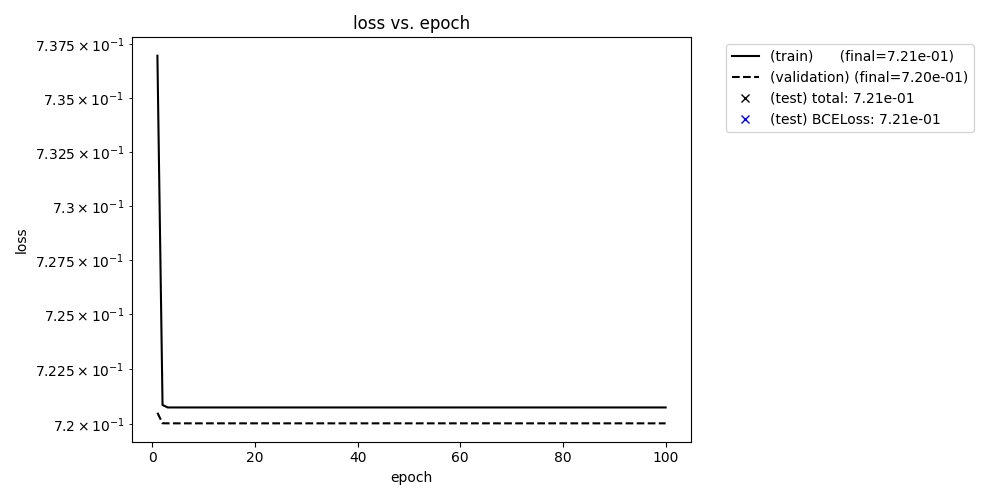 loss vs. epoch
7.375 × 10⁻¹
7.35 × 10⁻¹
7.325 × 10⁻¹
7.3 × 10⁻¹
7.275 × 10⁻¹
7.25 × 10⁻¹
7.225 × 10⁻¹
7.2 × 10⁻¹
loss
0 20 40 60 80 100
epoch
(train) (final=7.21e-01)
(validation) (final=7.20e-01)
(test) total: 7.21e-01
(test) BCELoss: 7.21e-01